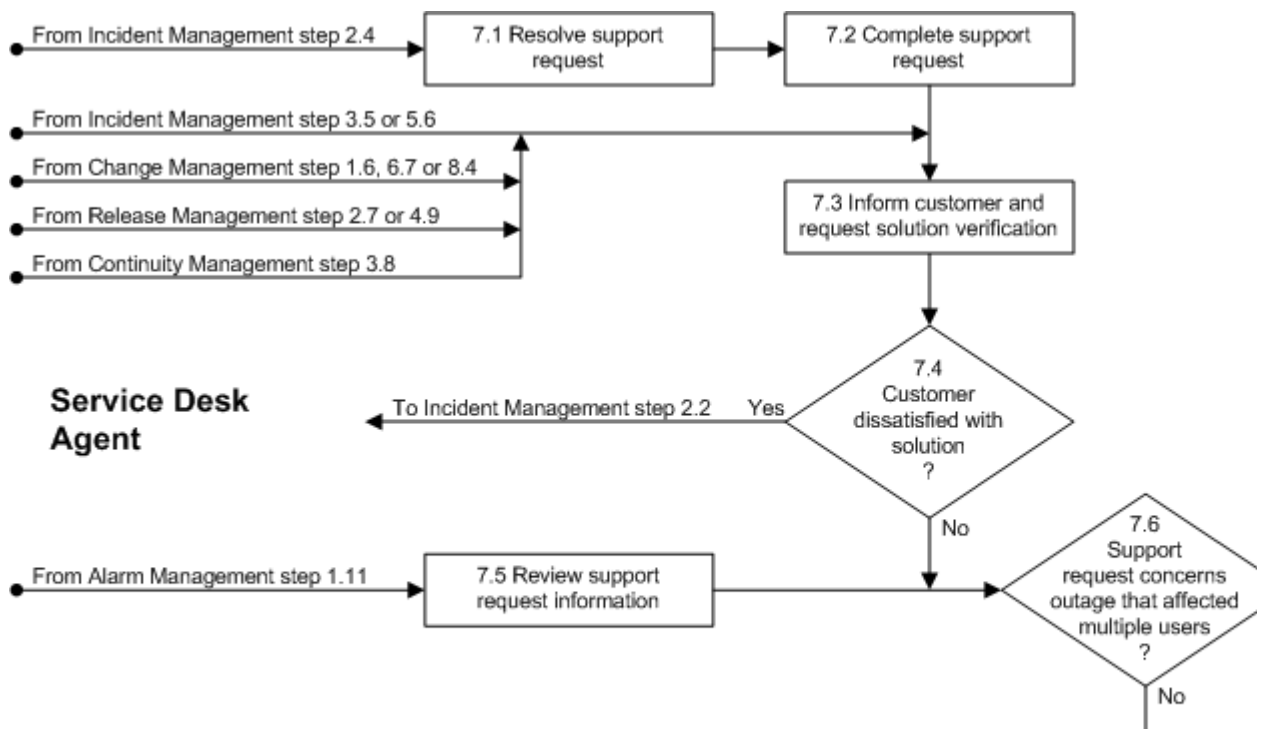 From Incident Management step 2.4
7.1 Resolve support
request
7.2 Complete support
request
From Incident Management step 3.5 or 5.6
From Change Management step 1.6, 6.7 or 8.4
From Release Management step 2.7 or 4.9
From Continuity Management step 3.8
7.3 Inform customer and
request solution verification
Service Desk
Agent
To Incident Management step 2.2
Yes
7.4
Customer
dissatisfied with
solution
?
No
From Alarm Management step 1.11
7.5 Review support
request information
7.6
Support
request concerns
outage that affected
multiple users
?
No